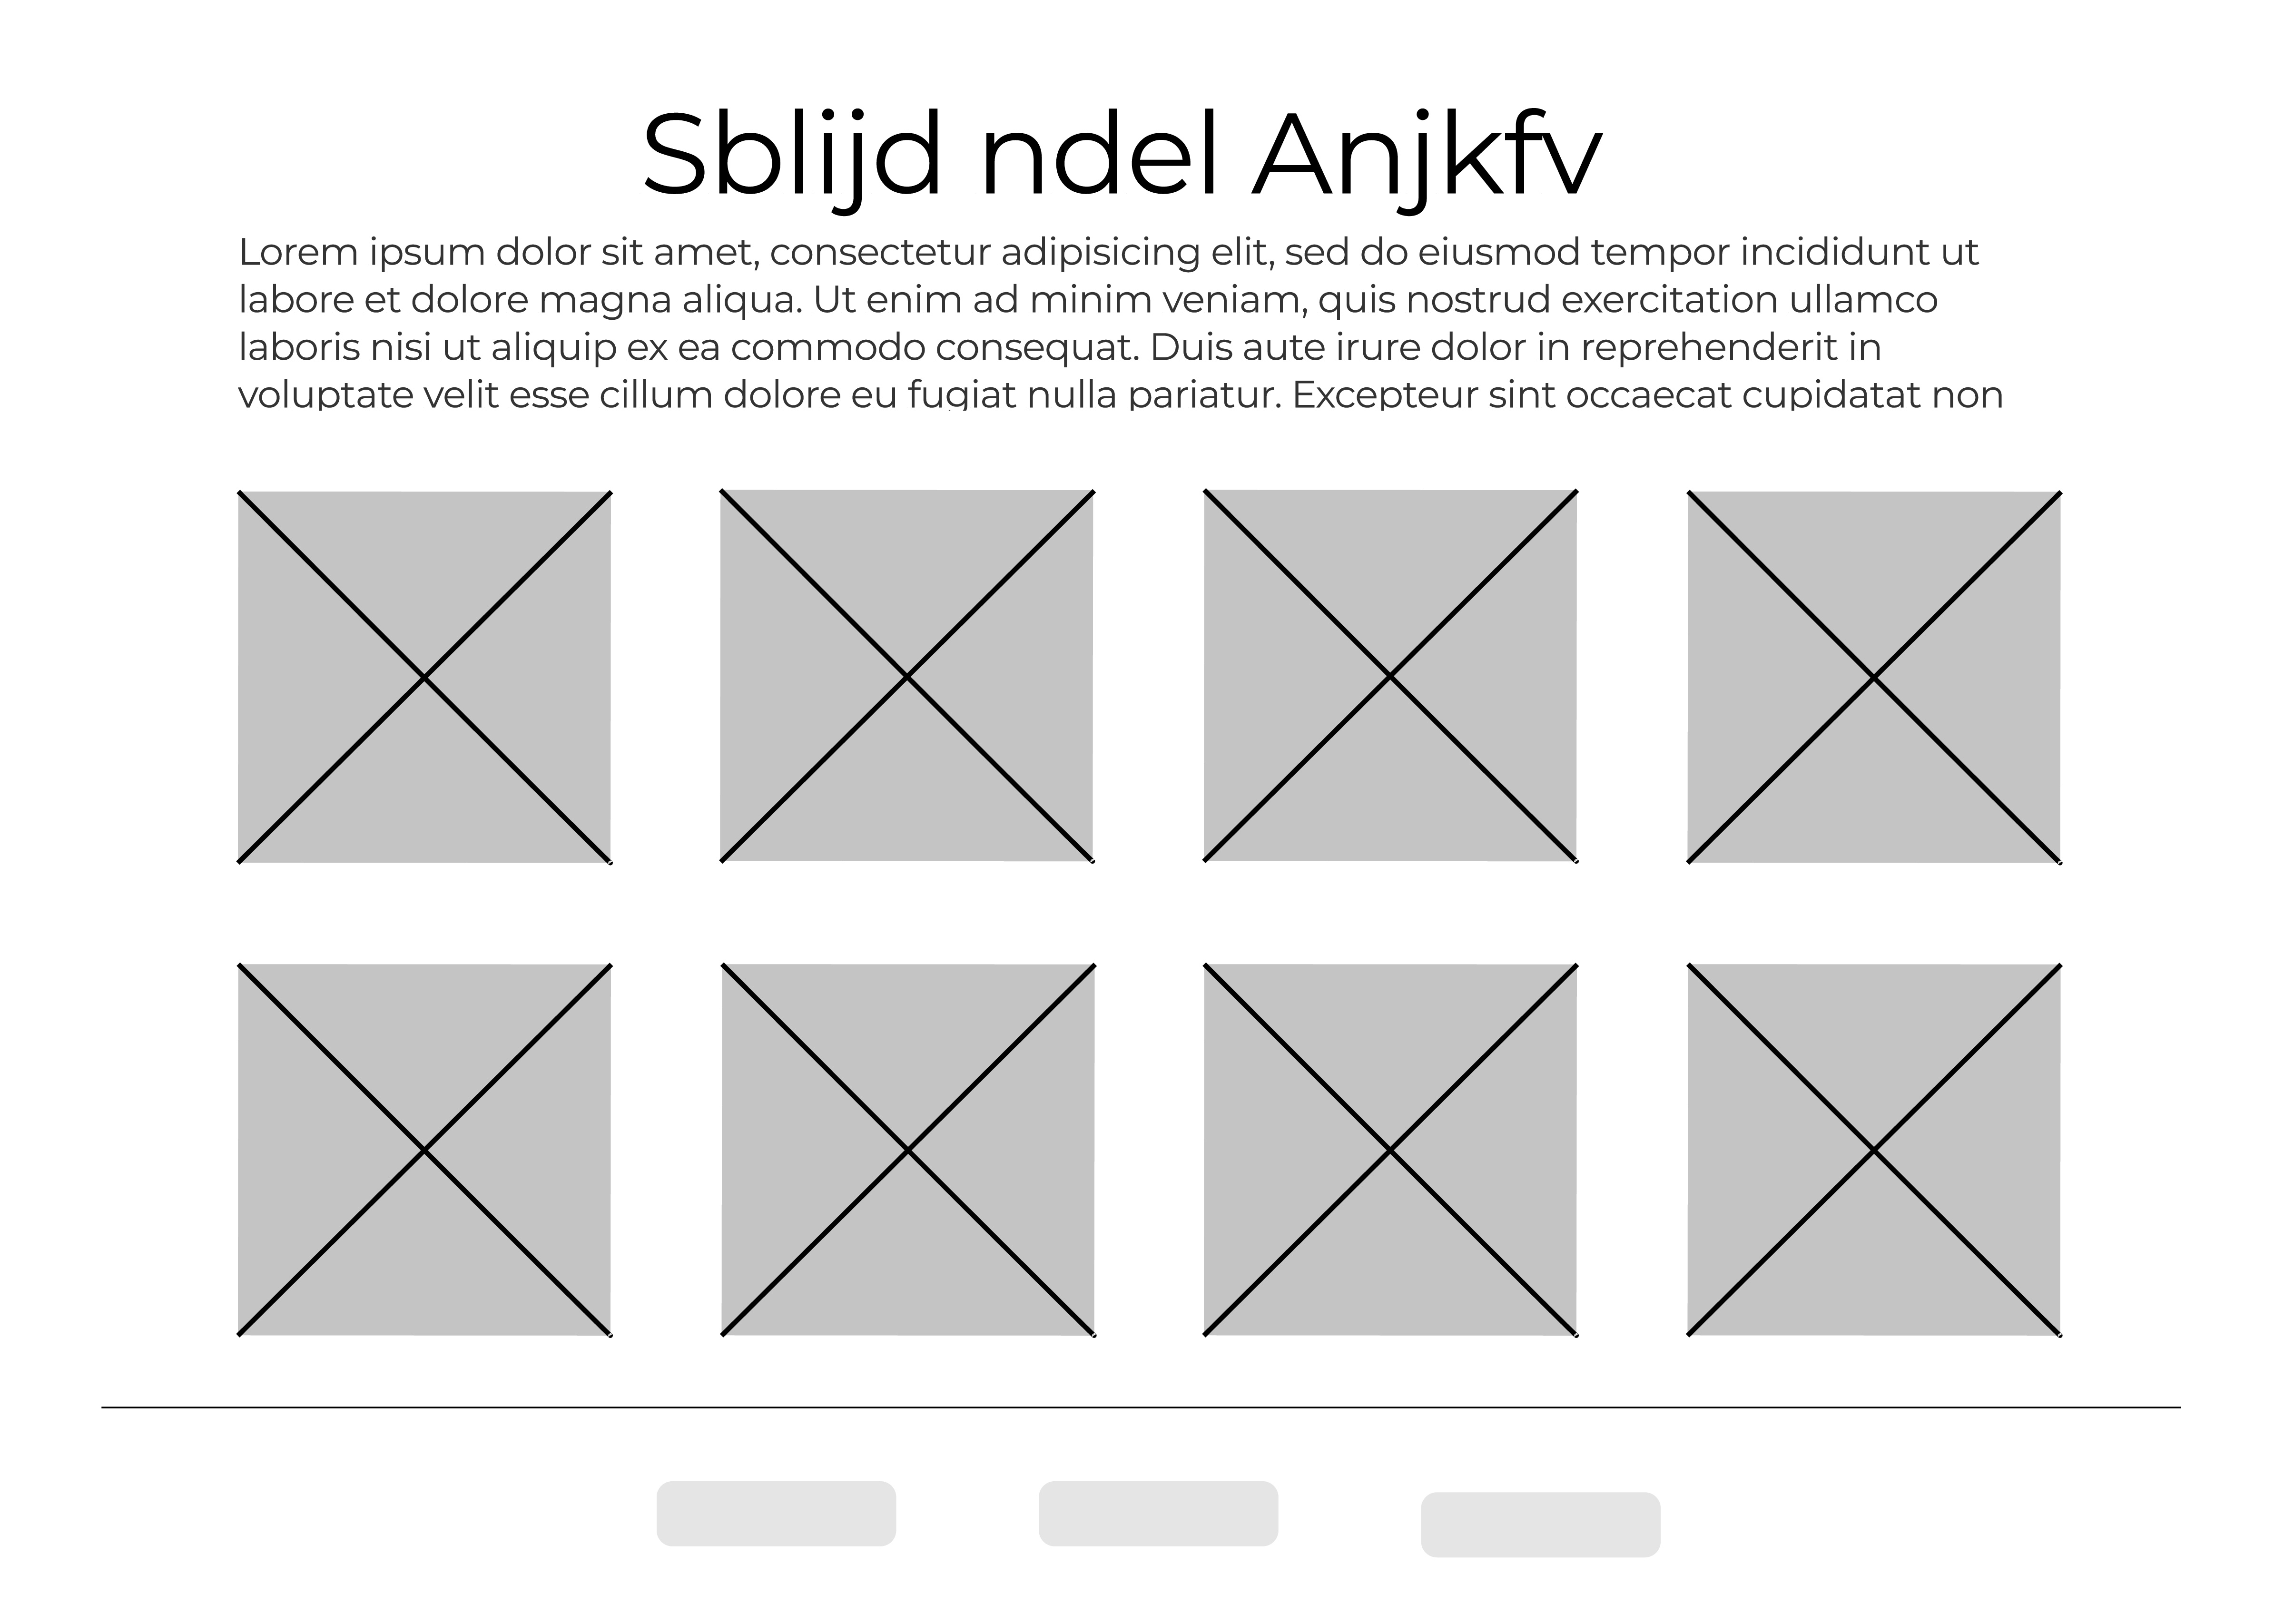 Sblijd ndel Anjkfv
Lorem ipsum dolor sit amet, consectetur adipisicing elit, sed do eiusmod tempor incididunt ut
labore et dolore magna aliqua. Ut enim ad minim veniam, quis nostrud exercitation ullamco
laboris nisi ut aliquip ex ea commodo consequat. Duis aute irure dolor in reprehenderit in
voluptate velit esse cillum dolore eu fugiat nulla pariatur. Excepteur sint occaecat cupidatat non